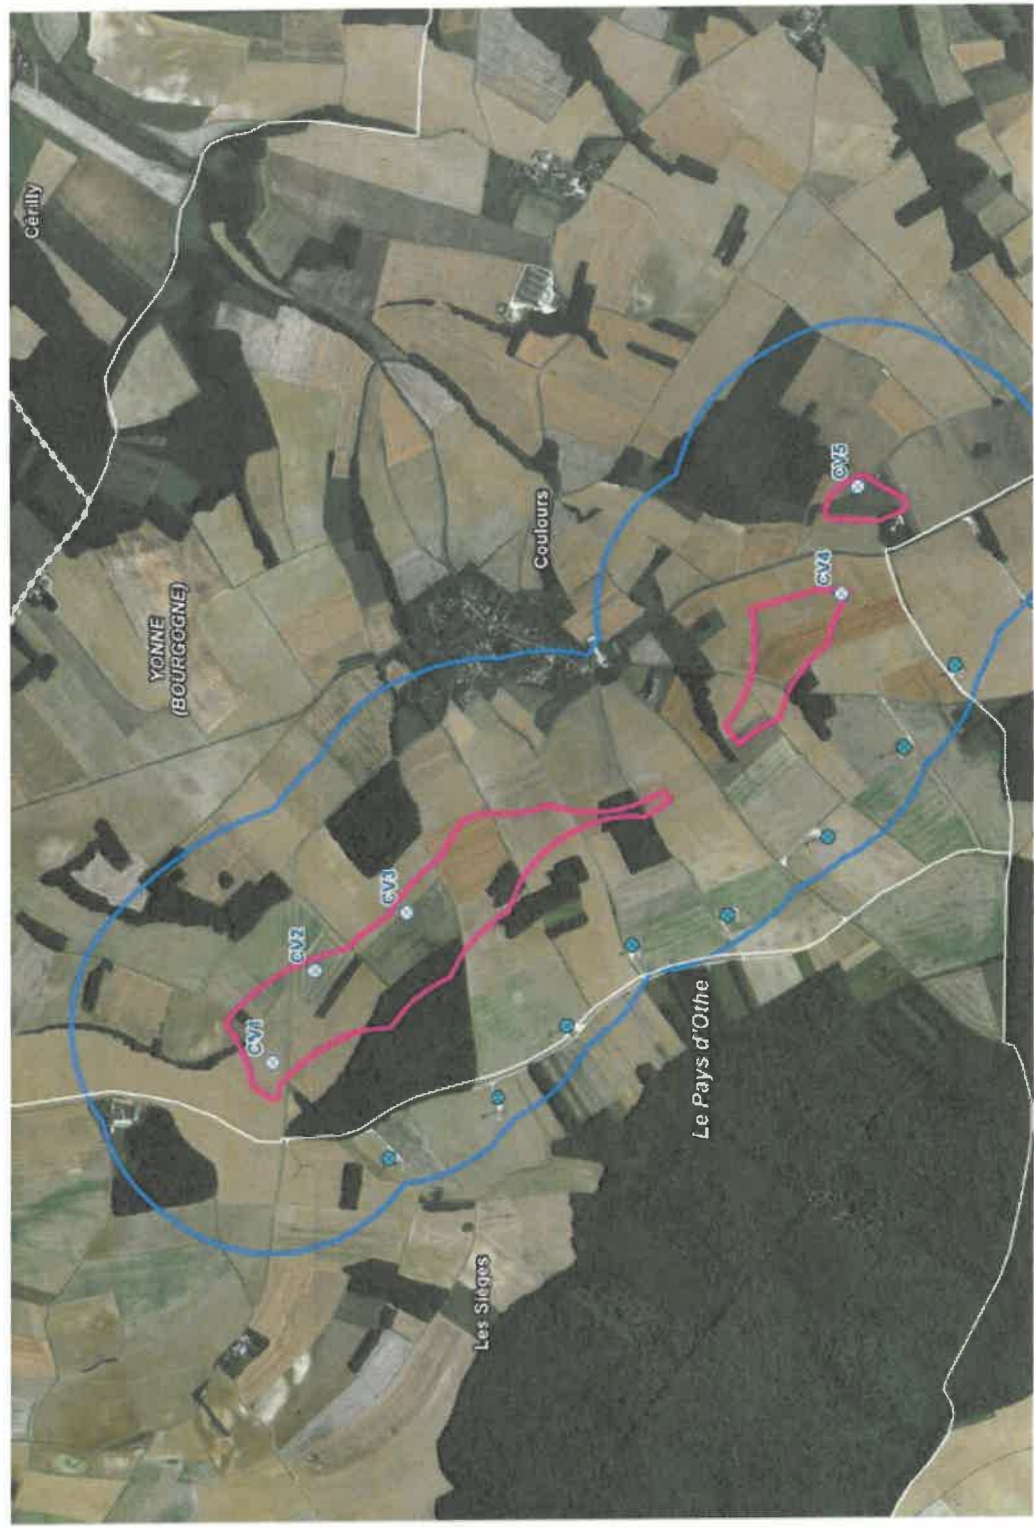 Cérilly
YONNE
(BOURGOGNE)
Coulours
CV5
CV4
CV3
CV2
CV1
Le Pays d'Othe
Les Sièges